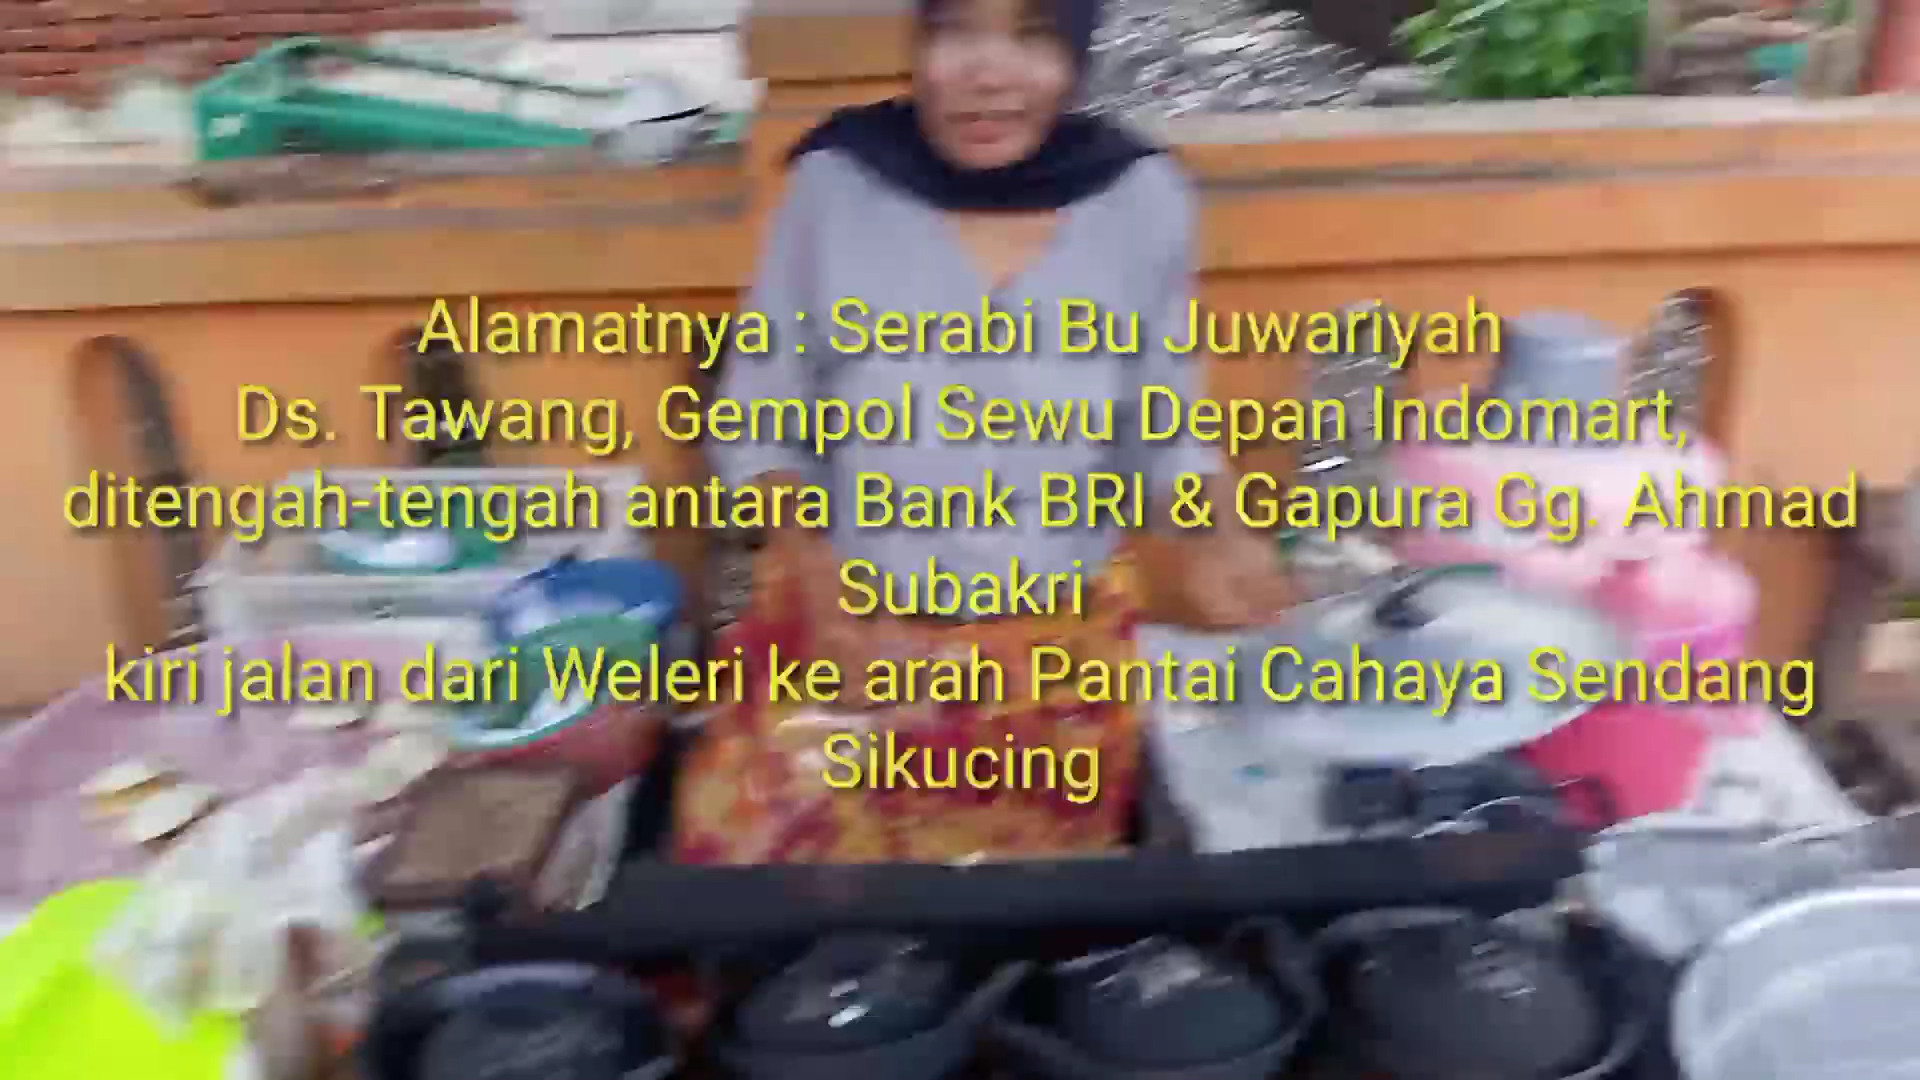 Alamatnya : Serabi Bu Juwariyah
Ds. Tawang, Gempol Sewu Depan Indomart,
ditengah-tengah antara Bank BRI & Gapura Gg. Ahmad
Subakri
kiri jalan dari Weleri ke arah Pantai Cahaya Sendang
Sikucing